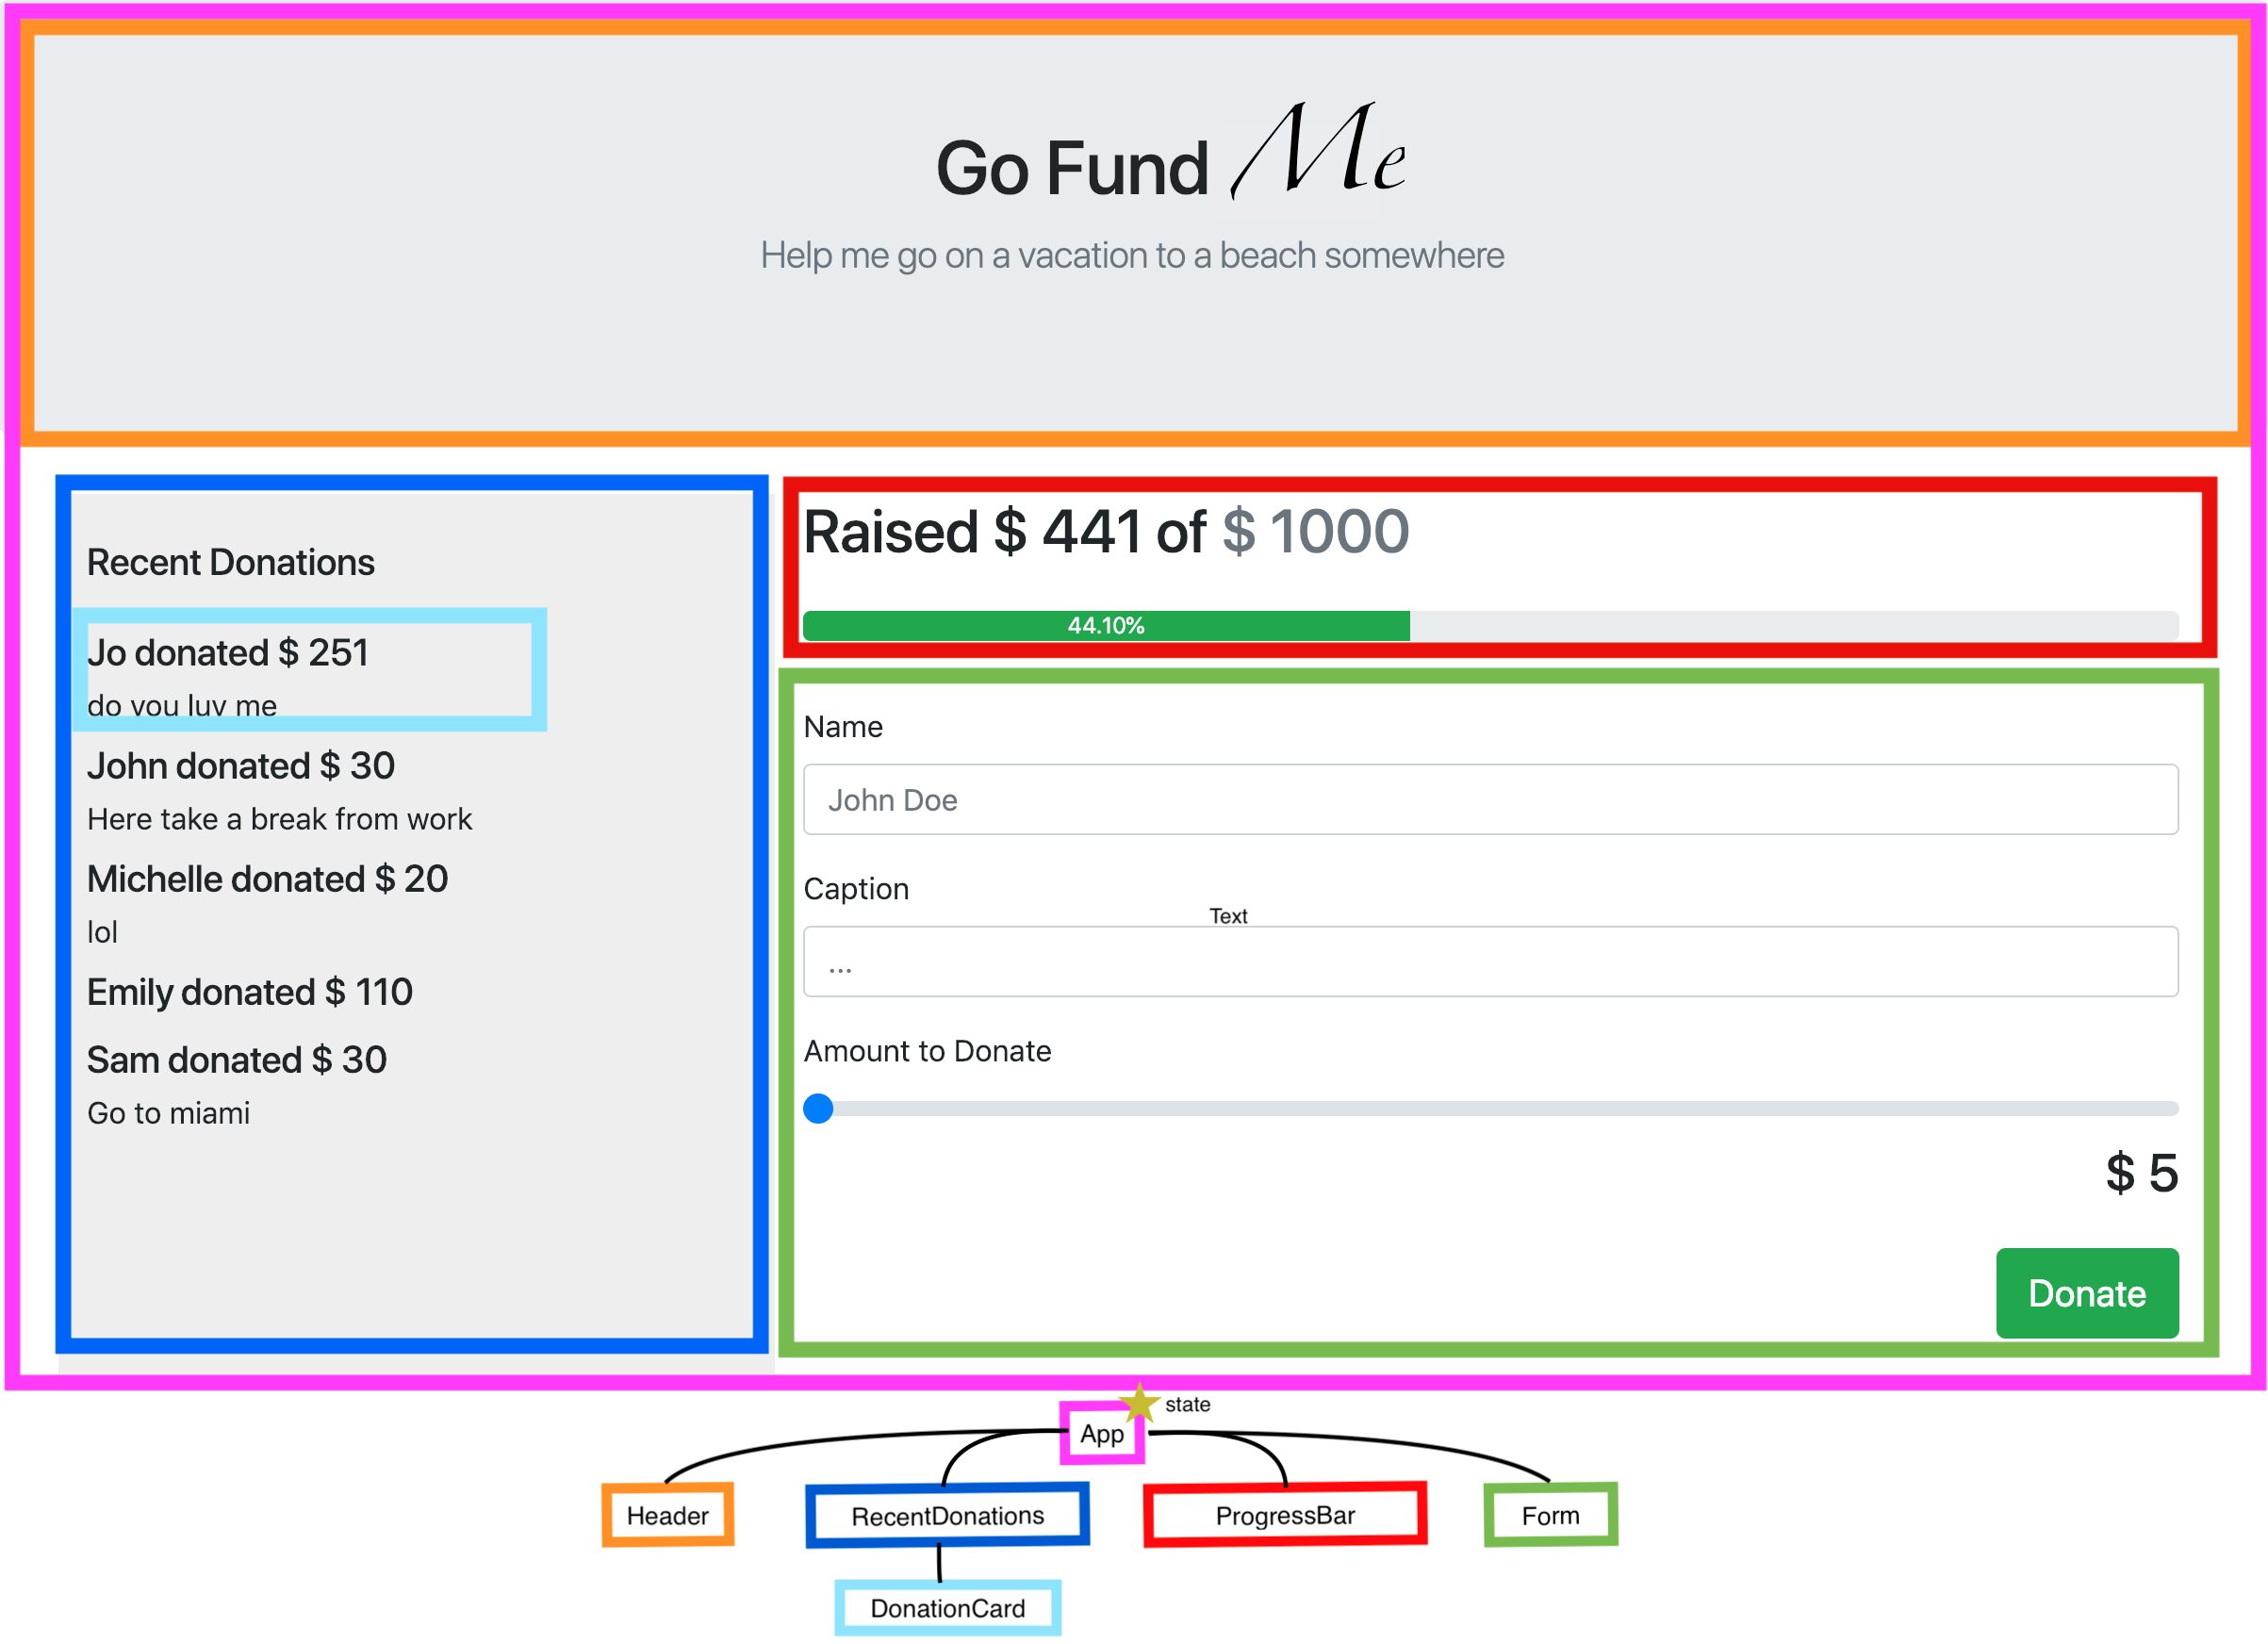 Go Fund Me
Help me go on a vacation to a beach somewhere
Recent Donations
Jo donated $ 251
do you luv me
John donated $ 30
Here take a break from work
Michelle donated $ 20
lol
Emily donated $ 110
Sam donated $ 30
Go to miami
Raised $ 441 of $ 1000
44.10%
Name
John Doe
Caption
Text
...
Amount to Donate
$ 5
Donate
state
App
Header
RecentDonations
ProgressBar
Form
DonationCard